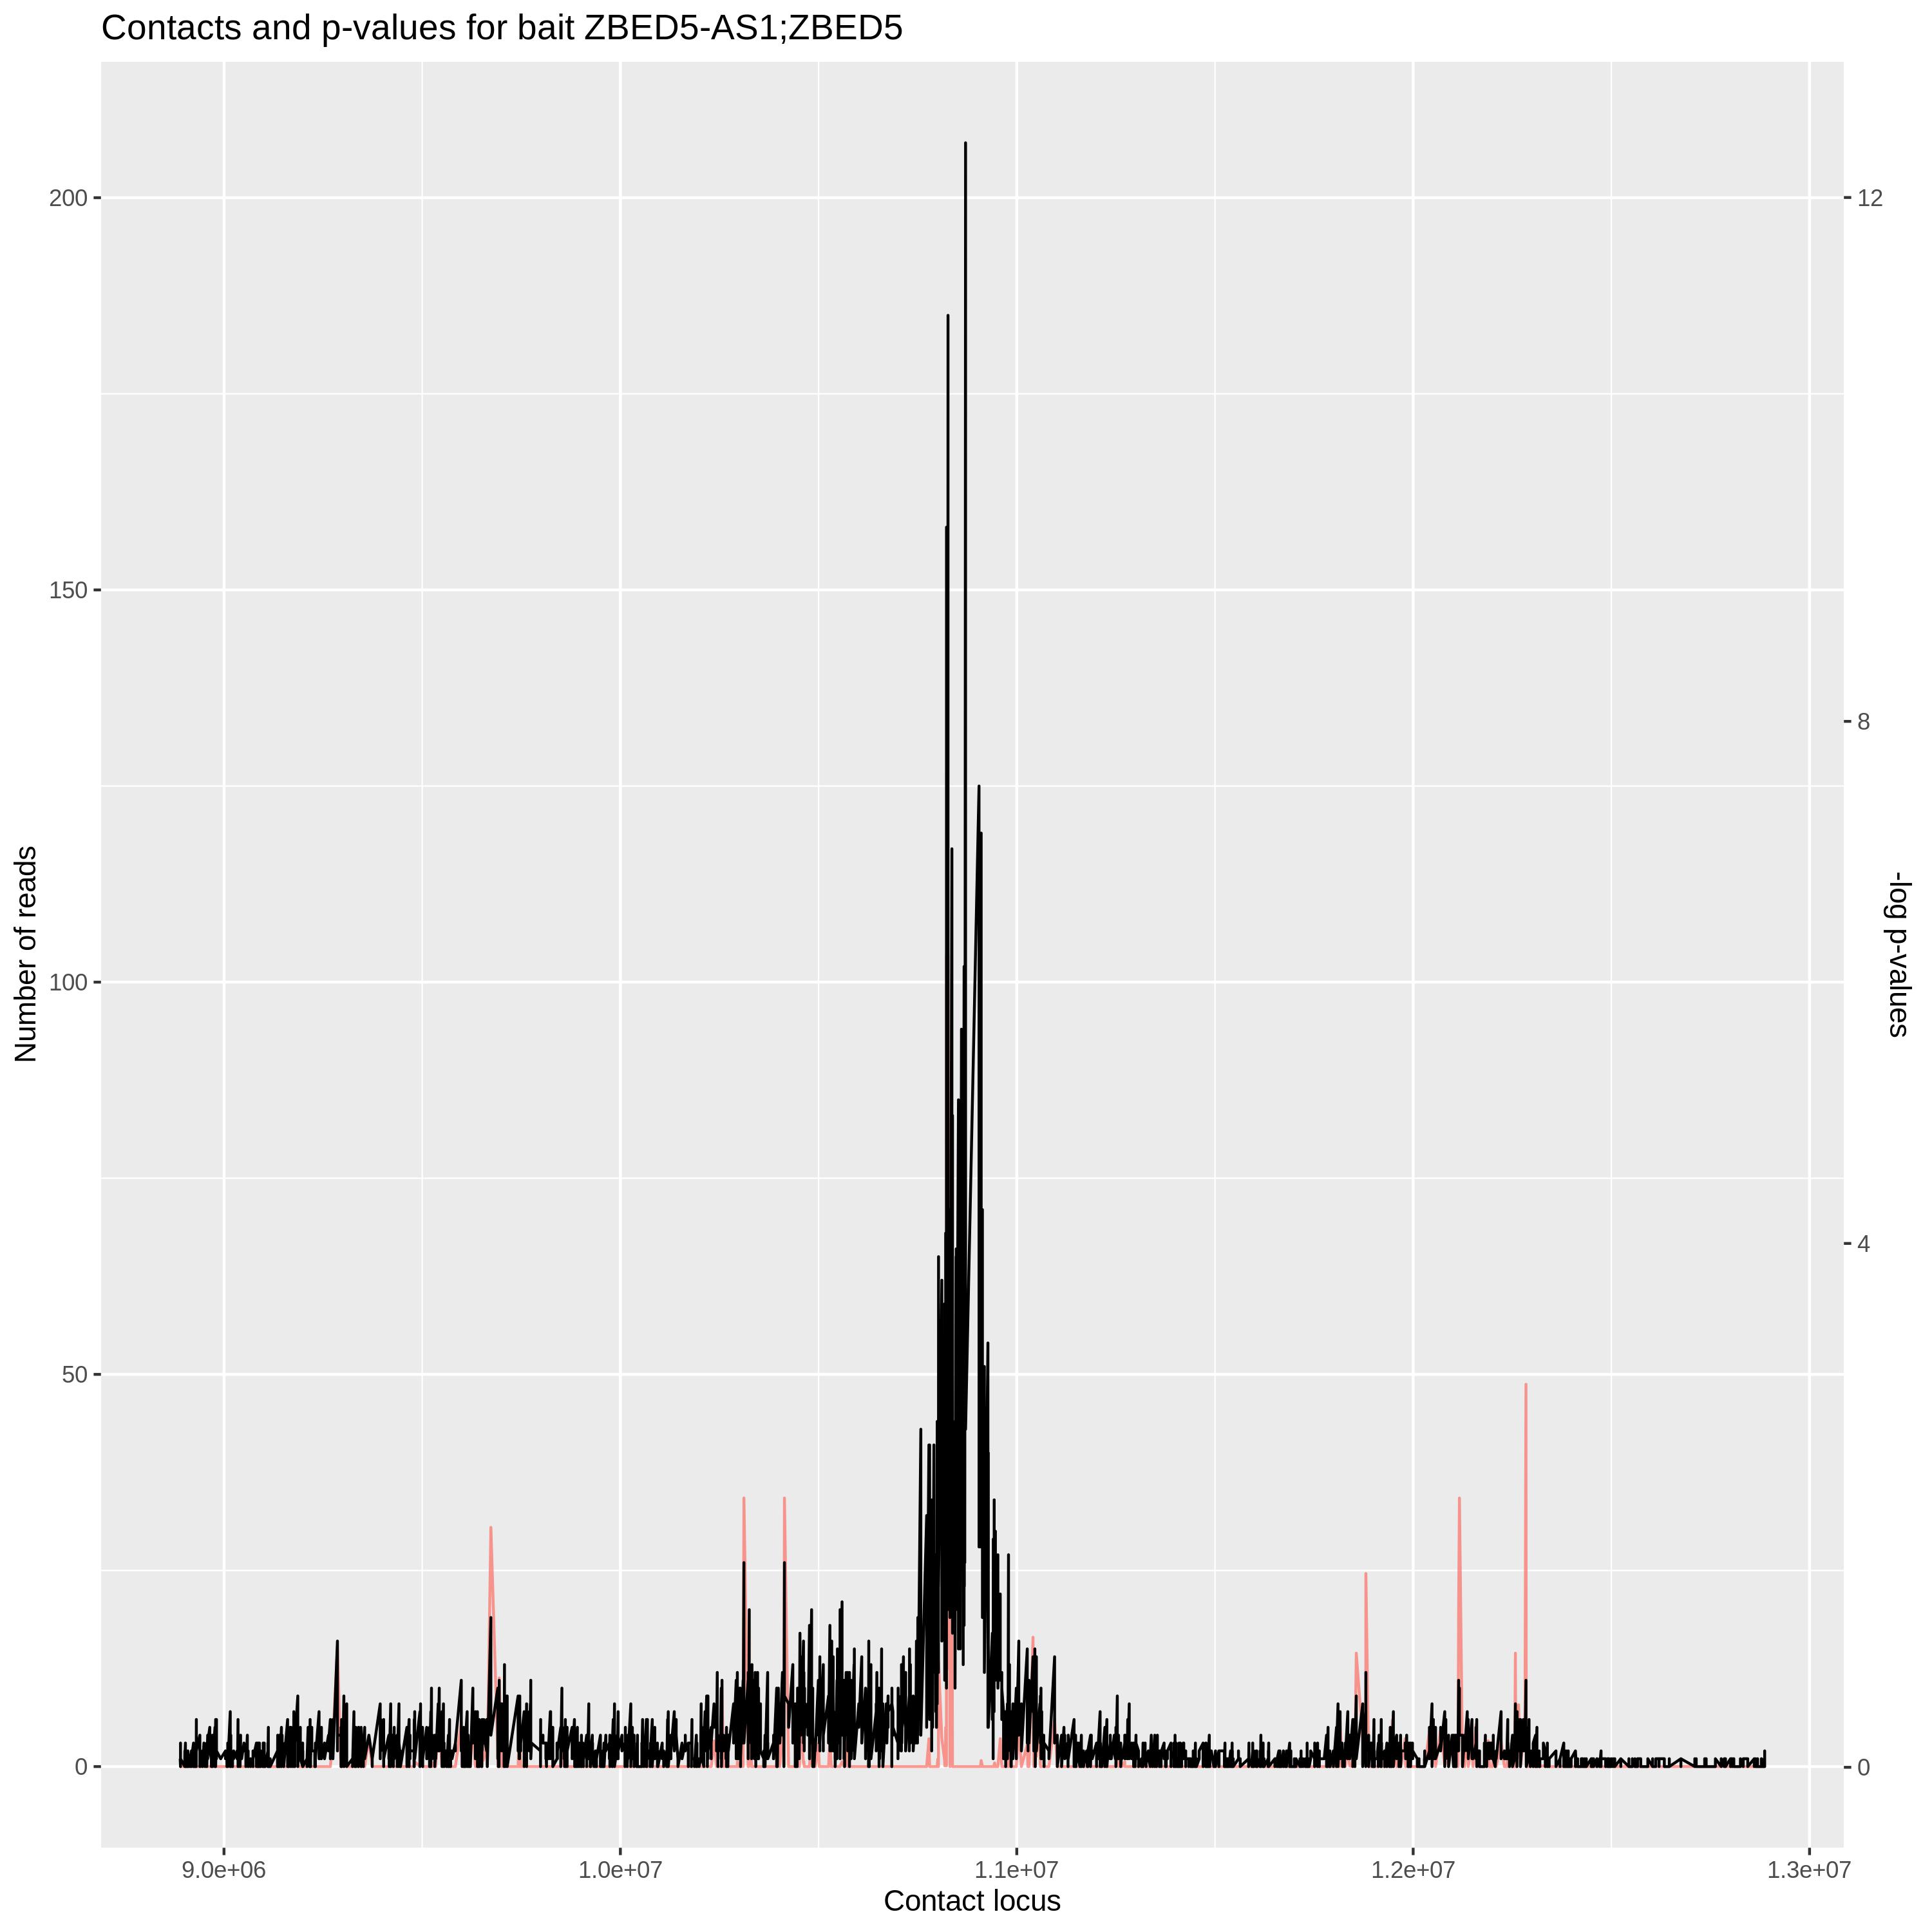 Contacts and p-values for bait ZBED5-AS1;ZBED5
200
150
100
50
0
Number of reads
12
8
4
0
-log p-values
9.0e+06
1.0e+07
1.1e+07
1.2e+07
1.3e+07
Contact locus